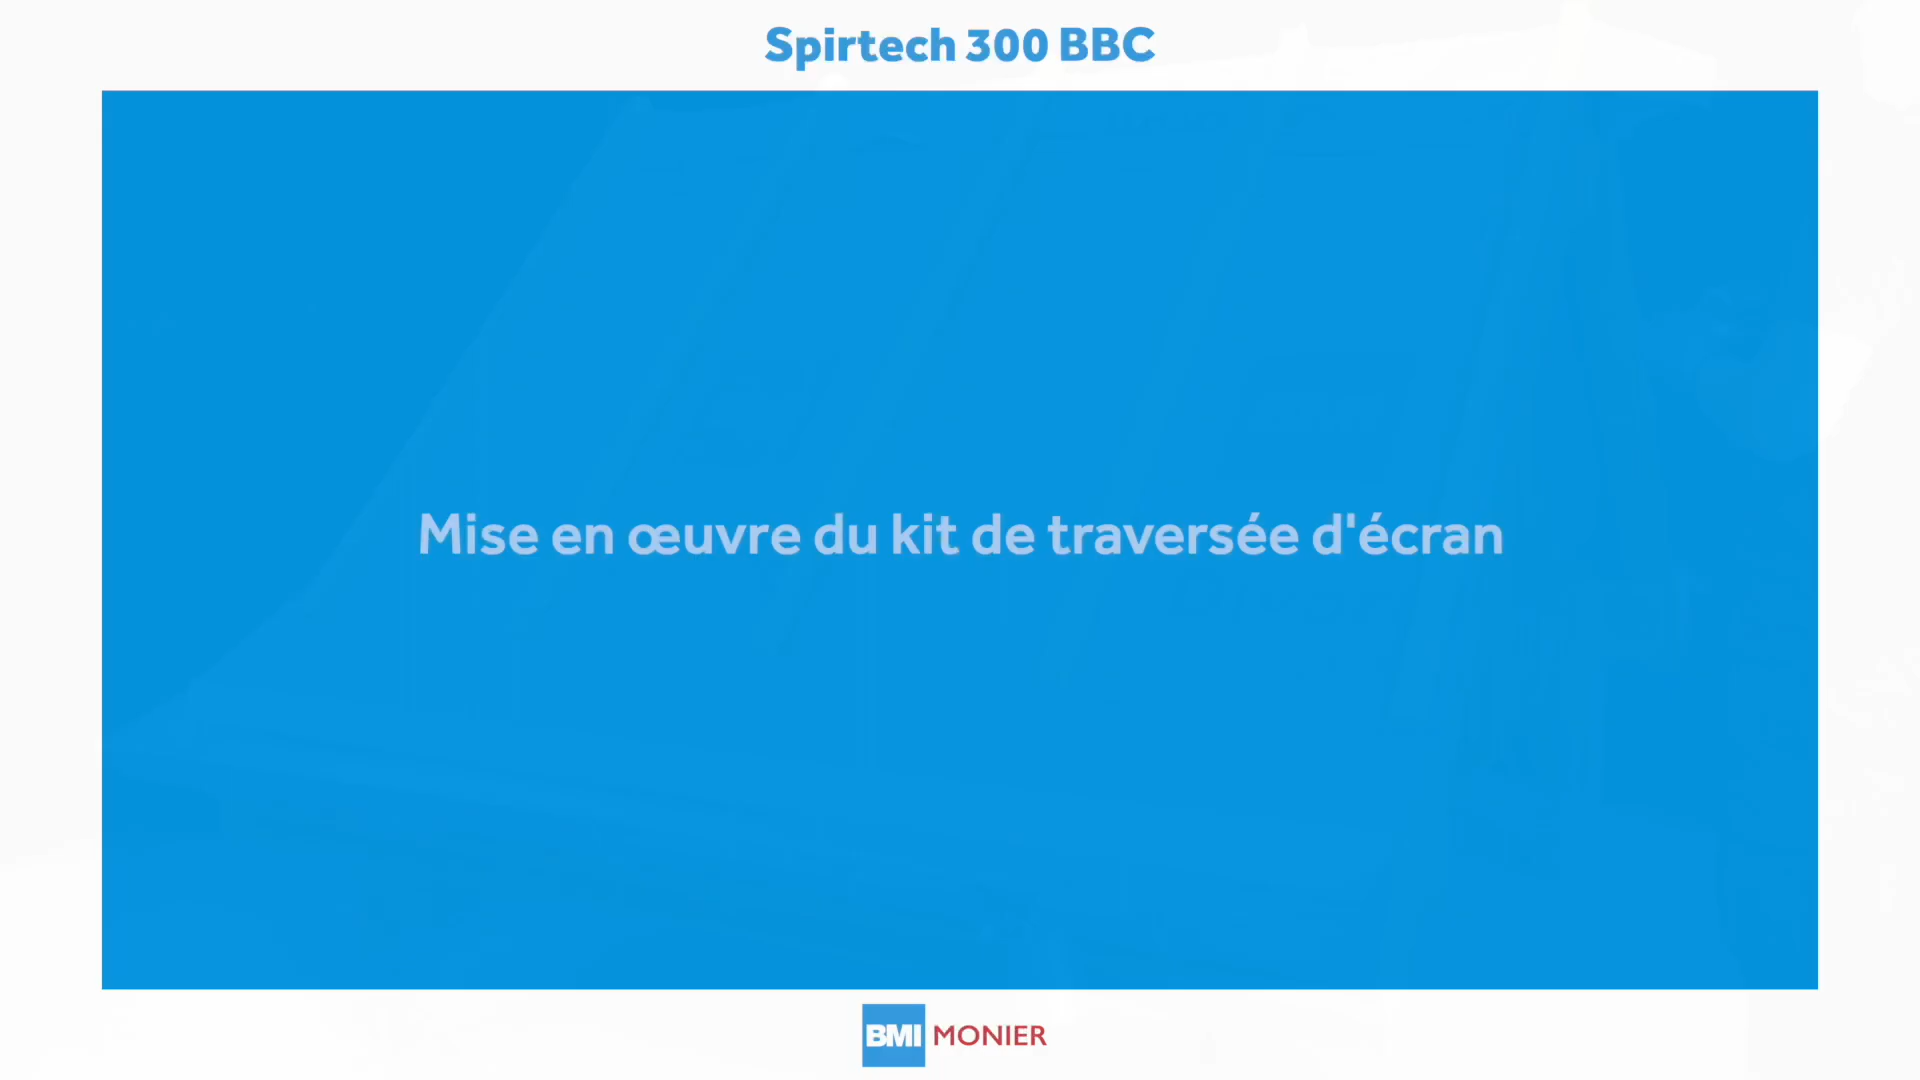 Spirtech 300 BBC
Mise en œuvre du kit de traversée d'écran
BMI MONIER